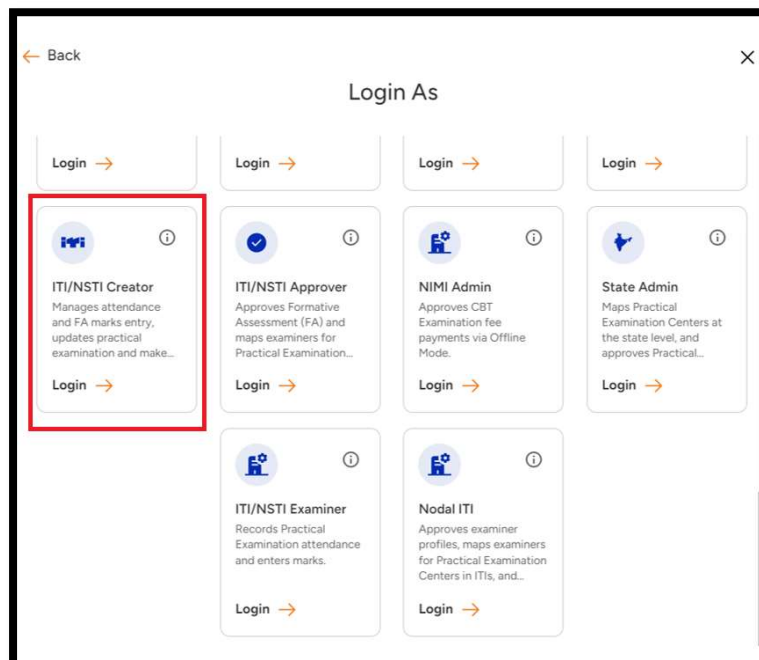 Back
Login As
Login
Login
Login
Login
ITI/NSTI Creator
Manages attendance
and FA marks entry,
updates practical
examination and make...
Login
ITI/NSTI Approver
Approves Formative
Assessment (FA) and
maps examiners for
Practical Examination...
Login
NIMI Admin
Approves CBT
Examination fee
payments via Offline
Mode.
Login
State Admin
Maps Practical
Examination Centers at
the state level, and
approves Practical...
Login
ITI/NSTI Examiner
Records Practical
Examination attendance
and enters marks.
Login
Nodal ITI
Approves examiner
profiles, maps examiners
for Practical Examination
Centers in ITIs, and...
Login